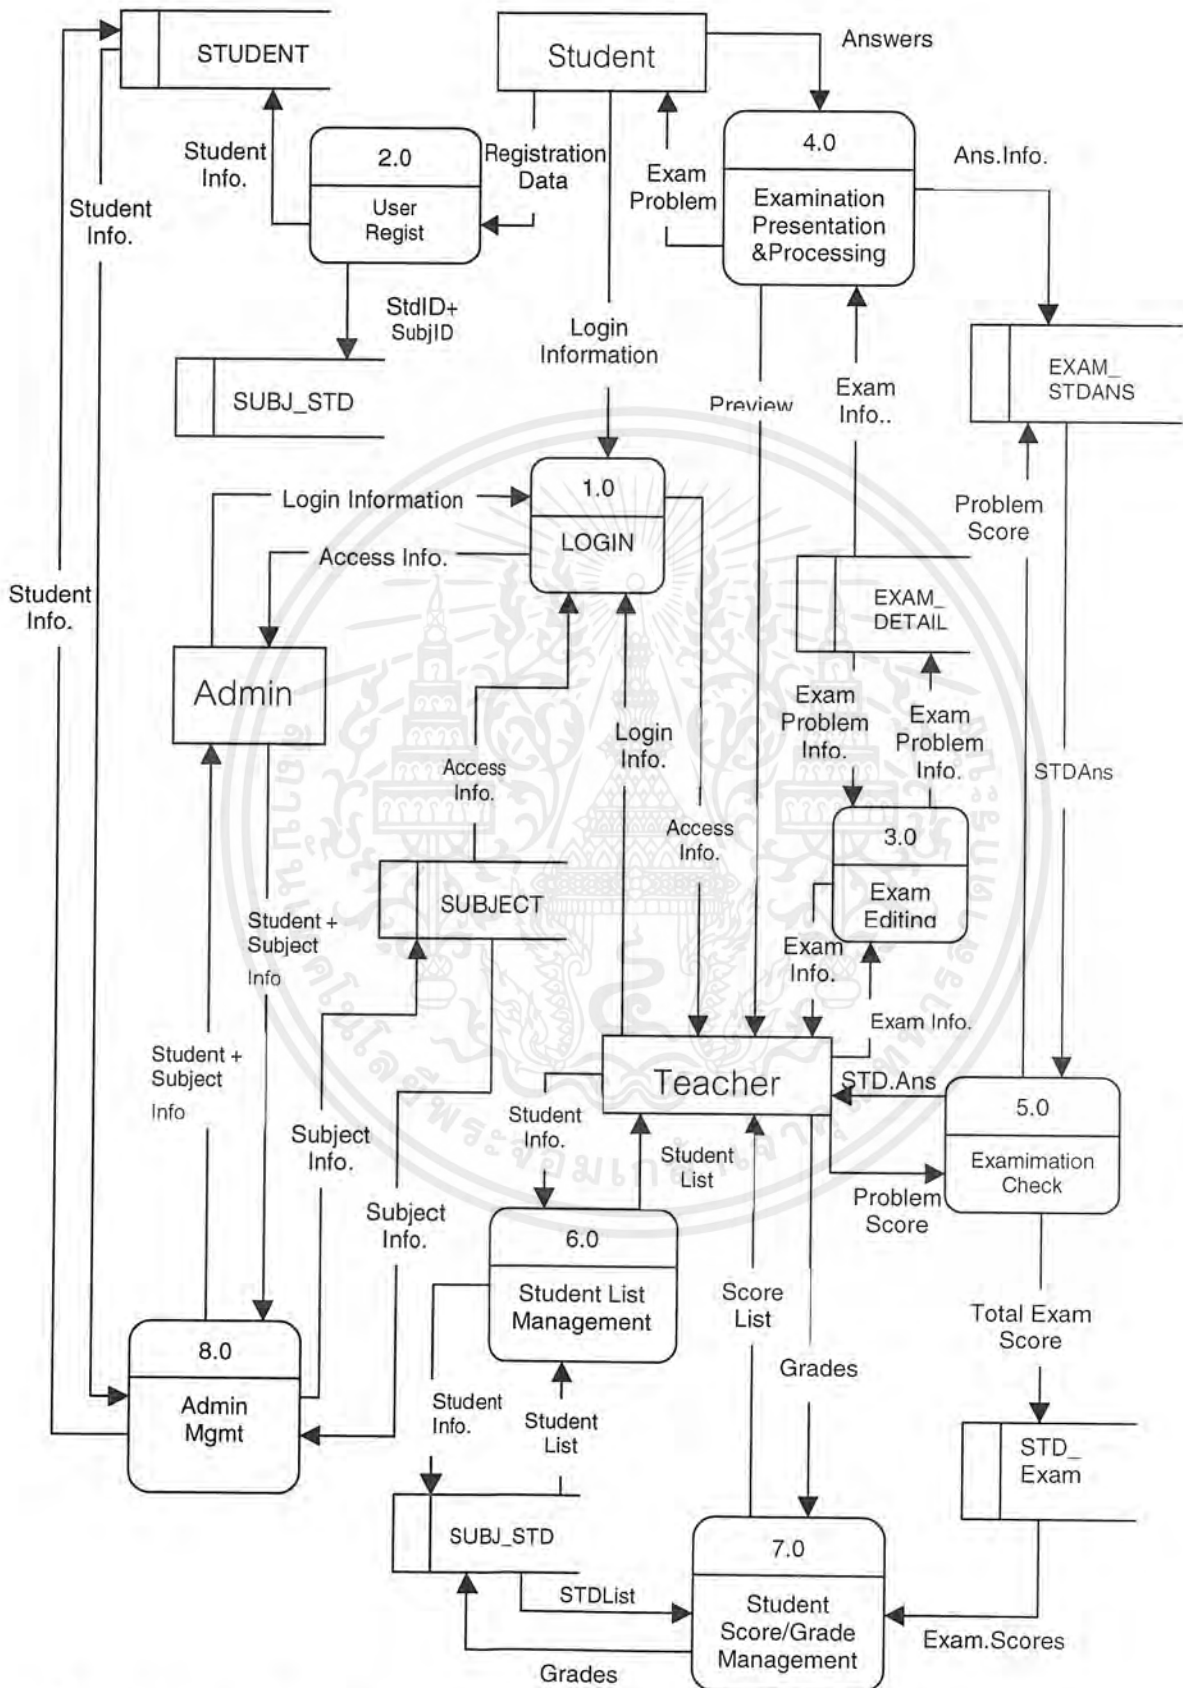 STUDENT
Student
Answers
Student
Info.
2.0
User
Regist
Registration
Data
Exam
Problem
4.0
Examination
Presentation
&Processing
Ans.Info.
Student
Info.
StdID+
SubjID
Login
Information
SUBJ_STD
Preview
Exam
Info..
EXAM_
STDANS
Login Information
1.0
LOGIN
Problem
Score
Access Info.
Student
Info.
EXAM_
DETAIL
Admin
Exam
Problem
Info.
Exam
Problem
Info.
Login
Info.
Access
Info.
STDAns
Access
Info.
3.0
Exam
Editing
SUBJECT
Student +
Subject
Info
Exam
Info.
Exam Info.
Student +
Subject
Info
Teacher
STD.Ans
5.0
Examimation
Check
Subject
Info.
Student
Info.
Student
List
Problem
Score
Subject
Info.
6.0
Student List
Management
Score
List
Total Exam
Score
Grades
8.0
Admin
Mgmt
Student
Info.
Student
List
STD_
Exam
SUBJ_STD
7.0
Student
Score/Grade
Management
STDList
Exam.Scores
Grades